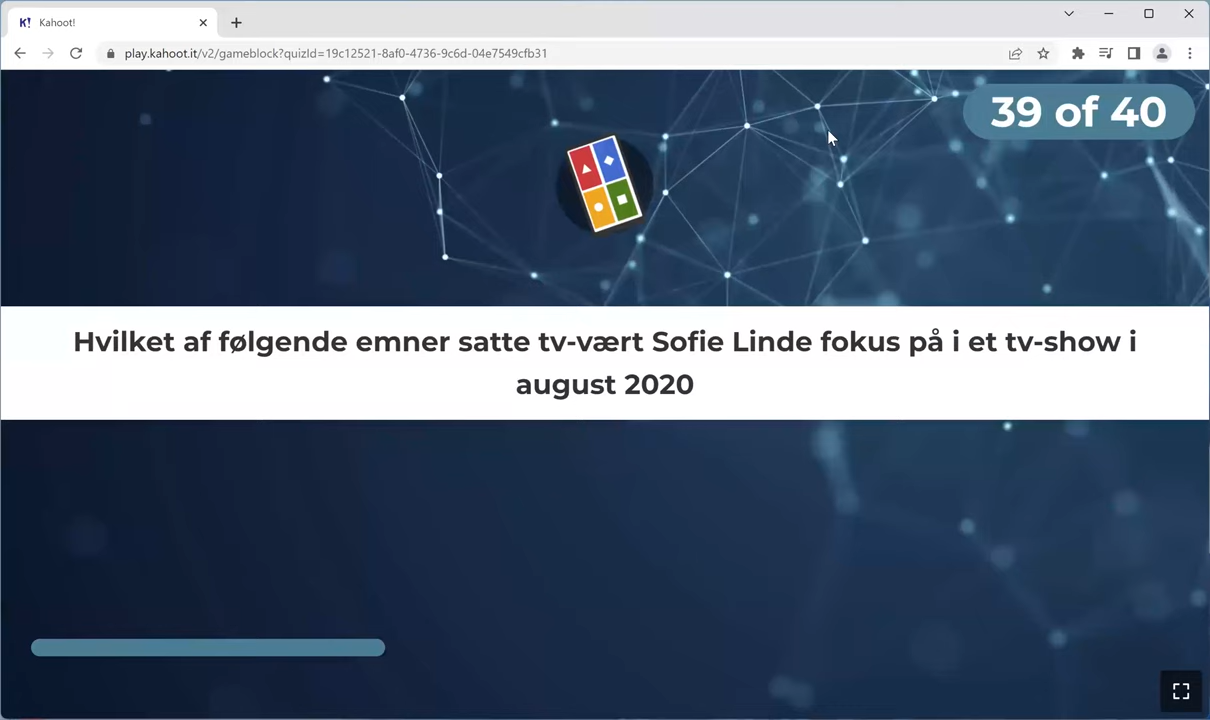 Kahoot!
play.kahoot.it/v2/gameblock?quizId=19c12521-8af0-4736-9c6d-04e7549cfb31
39 of 40
Hvilket af følgende emner satte tv-vært Sofie Linde fokus på i et tv-show i
august 2020